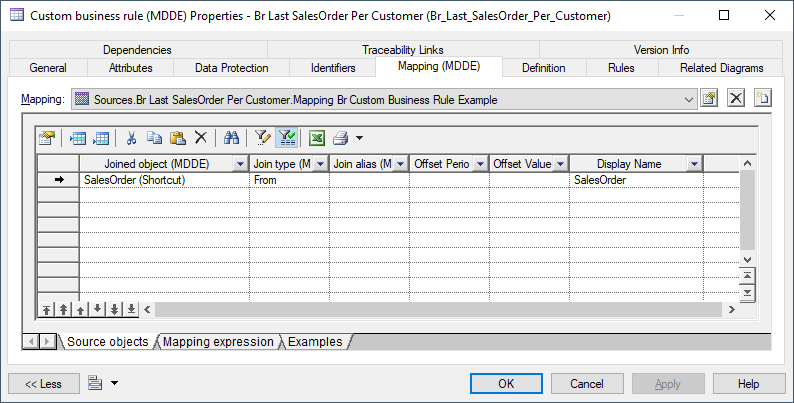 Custom business rule (MDDE) Properties - Br Last SalesOrder Per Customer (Br_Last_SalesOrder_Per_Customer)
Dependencies Traceability Links Version Info
General Attributes Data Protection Identifiers Mapping (MDDE) Definition Rules Related Diagrams
Mapping: Sources.Br Last SalesOrder Per Customer.Mapping Br Custom Business Rule Example
Joined object (MDDE) Join type (M Join alias (M Offset Perio Offset Value Display Name
SalesOrder (Shortcut) From SalesOrder
Source objects Mapping expression Examples
<< Less OK Cancel Apply Help